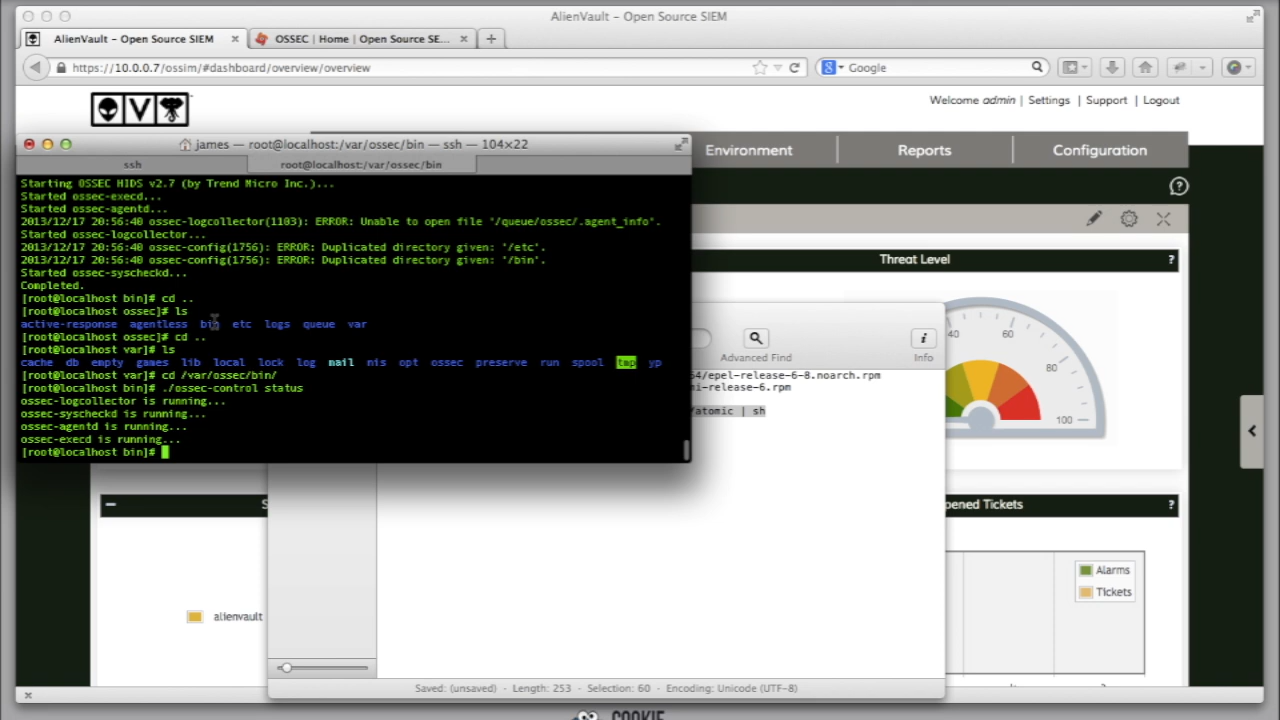 AlienVault - Open Source SIEM
AlienVault - Open Source SIEM
OSSEC | Home | Open Source SE...
https://10.0.0.7/ossim/#dashboard/overview/overview
Google
Welcome admin | Settings | Support | Logout
V
james — root@localhost:/var/ossec/bin — ssh — 104×22
ssh
root@localhost:/var/ossec/bin
Environment
Reports
Configuration
Starting OSSEC HIDS v2.7 (by Trend Micro Inc.)...
Started ossec-execd...
Started ossec-agentd...
2013/12/17 20:56:40 ossec-logcollector(1103): ERROR: Unable to open file '/queue/ossec/.agent_info'.
Started ossec-logcollector...
2013/12/17 20:56:40 ossec-config(1756): ERROR: Duplicated directory given: '/etc'.
2013/12/17 20:56:40 ossec-config(1756): ERROR: Duplicated directory given: '/bin'.
Started ossec-syscheckd...
Completed.
[root@localhost bin]# cd ..
[root@localhost ossec]# ls
active-response agentless bin etc logs queue var
[root@localhost ossec]# cd ..
[root@localhost var]# ls
cache db empty games lib local lock log mail nis opt ossec preserve run spool tmp yp
[root@localhost var]# cd /var/ossec/bin/
[root@localhost bin]# ./ossec-control status
ossec-logcollector is running...
ossec-syscheckd is running...
ossec-agentd is running...
ossec-execd is running...
[root@localhost bin]#
Threat Level
?
40
60
80
100
Advanced Find
Info
64/epel-release-6-8.noarch.rpm
mi-release-6.rpm
/atomic | sh
S
pened Tickets
?
Alarms
Tickets
alienvault
Saved: (unsaved) · Length: 253 · Selection: 60 · Encoding: Unicode (UTF-8)
COOKIE